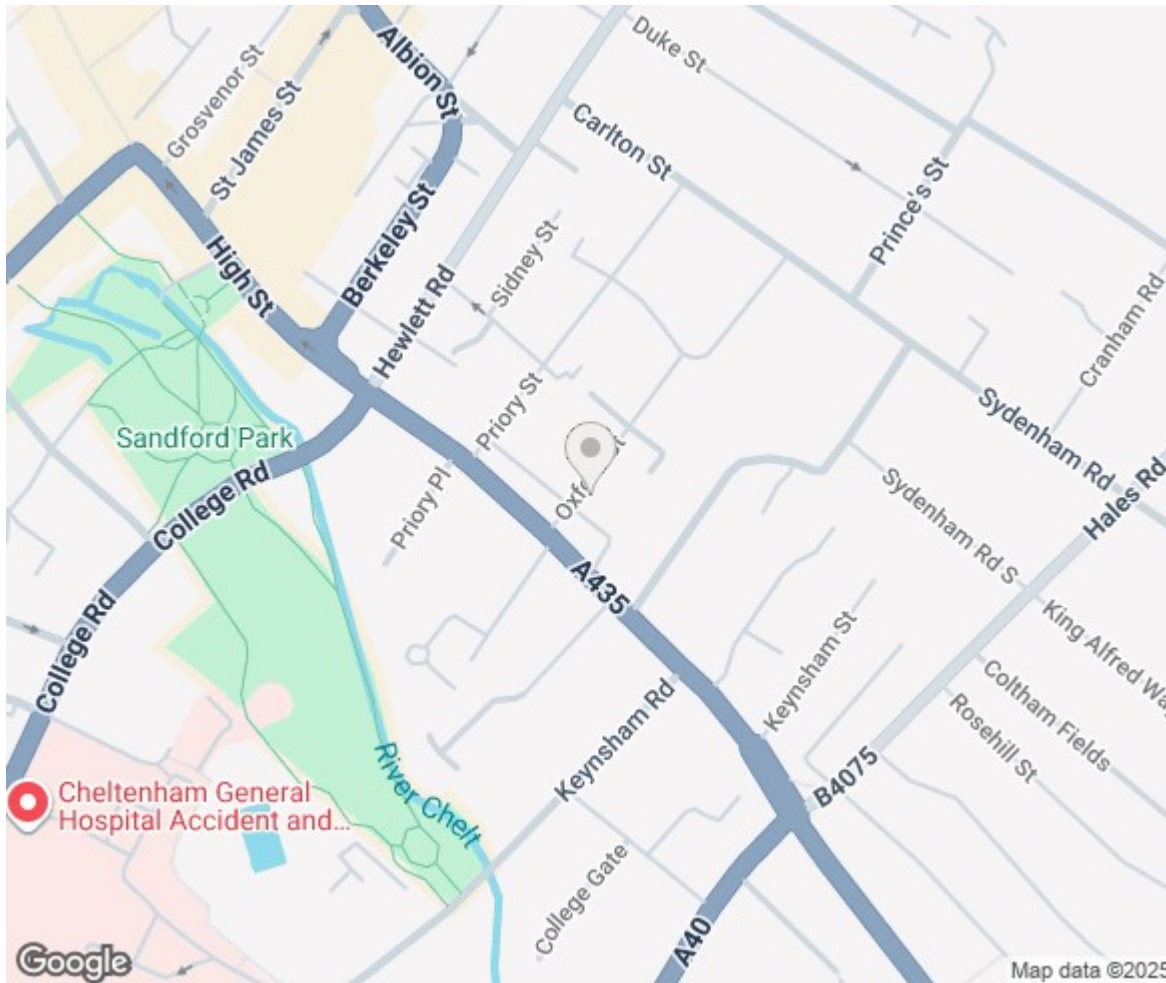 Duke St
Albion St
Grosvenor St
St James St
Carlton St
Prince's St
High St
Berkeley St
Sidney St
Hewlett Rd
Cranham Rd
Priory St
Sandford Park
Sydenham Rd
College Rd
Priory Pl
Hales Rd
Sydenham Rd S
A435
College Rd
King Alfred
Keynsham St
Coltham Fields
Rosehill St
Keynsham Rd
River Chelt
B4075
Cheltenham General
Hospital Accident and...
College Gate
A40
Google
Map data ©2025